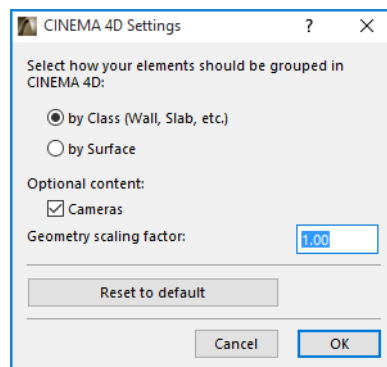 CINEMA 4D Settings ?
Select how your elements should be grouped in
CINEMA 4D:
by Class (Wall, Slab, etc.)
by Surface
Optional content:
Cameras
Geometry scaling factor: 1.00
Reset to default
Cancel OK